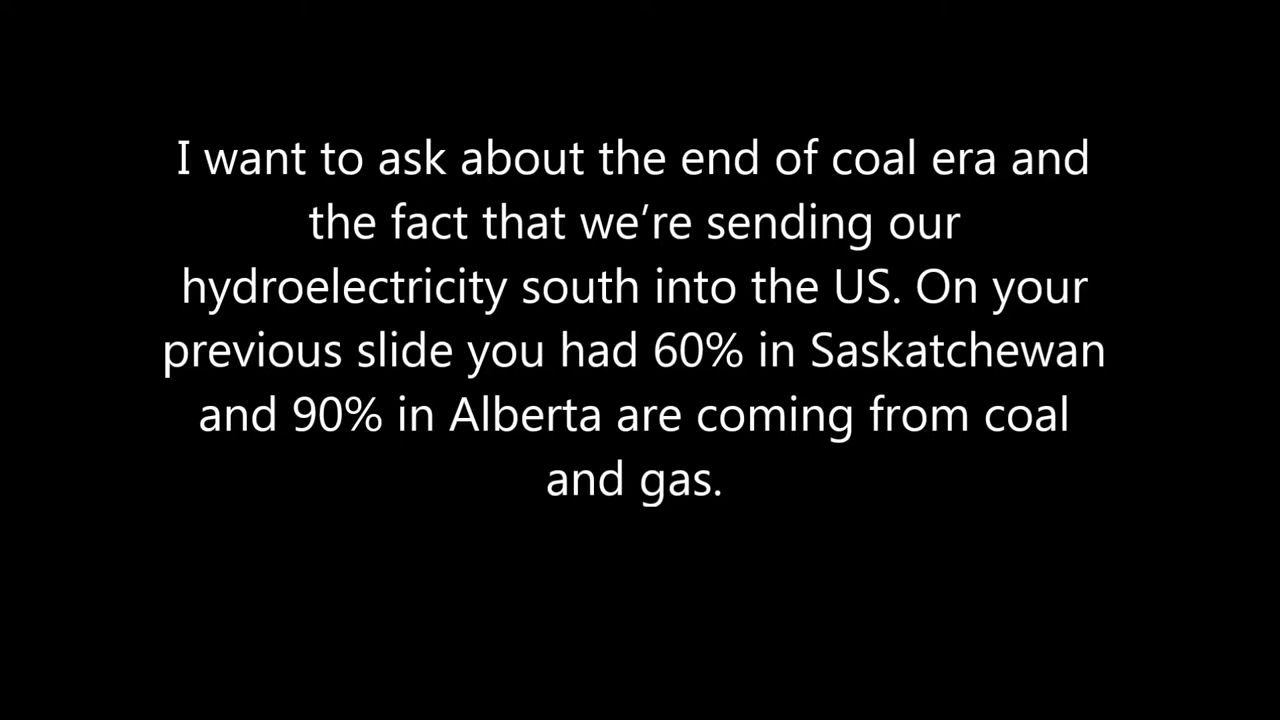 I want to ask about the end of coal era and
the fact that we’re sending our
hydroelectricity south into the US. On your
previous slide you had 60% in Saskatchewan
and 90% in Alberta are coming from coal
and gas.